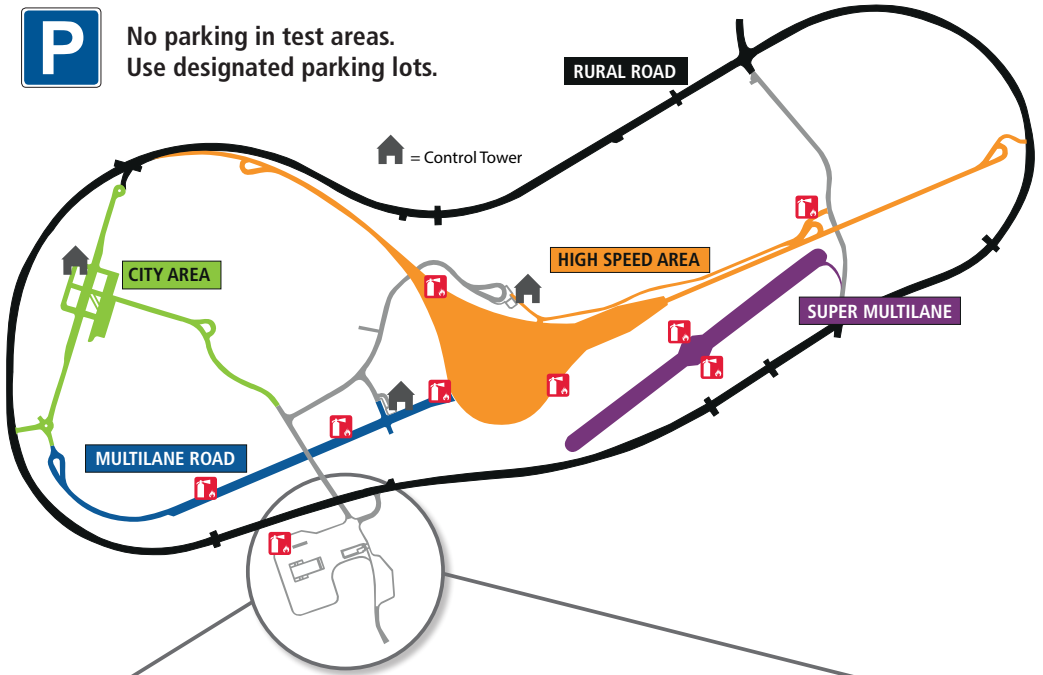 P
No parking in test areas.
Use designated parking lots.
RURAL ROAD
= Control Tower
HIGH SPEED AREA
CITY AREA
SUPER MULTILANE
MULTILANE ROAD